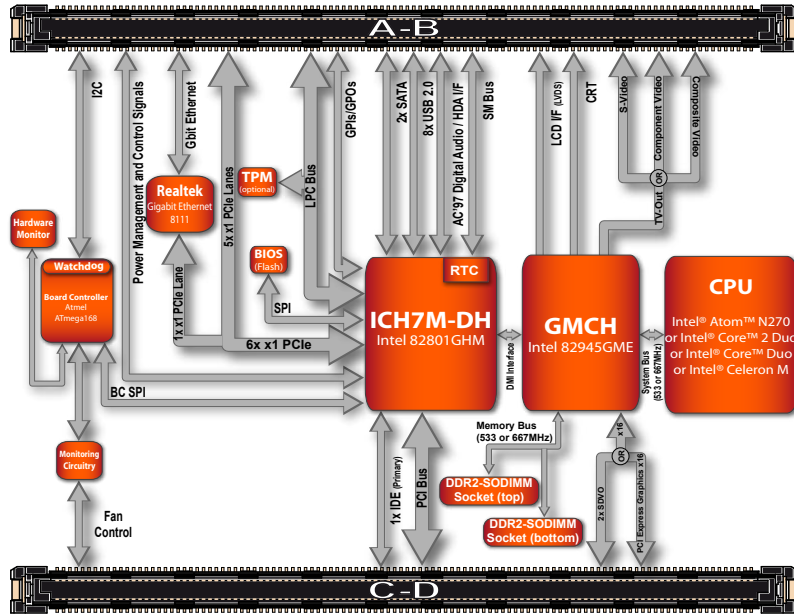 A-B
I2C
Power Management and Control Signals
Gbit Ethernet
5x x1 PCIe Lanes
LPC Bus
GPIs/GPOs
2x SATA
8x USB 2.0
AC'97 Digital Audio / HDA I/F
SM Bus
LCD I/F (LVDS)
CRT
S-Video
Component Video
Composite Video
OR
TV-Out
TPM
(optional)
Realtek
Gigabit Ethernet
8111
Hardware
Monitor
Watchdog
Board Controller
Atmel
ATmega168
BIOS
(Flash)
SPI
1x x1 PCIe Lane
6x x1 PCIe
BC SPI
RTC
ICH7M-DH
Intel 82801GHM
DMI Interface
GMCH
Intel 82945GME
System Bus
(533 or 667MHz)
CPU
Intel® Atom™ N270
or Intel® Core™ 2 Duo
or Intel® Core™ Duo
or Intel® Celeron M
Monitoring
Circuitry
Fan
Control
1x IDE (Primary)
PCI Bus
Memory Bus
(533 or 667MHz)
DDR2-SODIMM
Socket (top)
DDR2-SODIMM
Socket (bottom)
x16
OR
2x SDVO
PCI Express Graphics x16
C-D